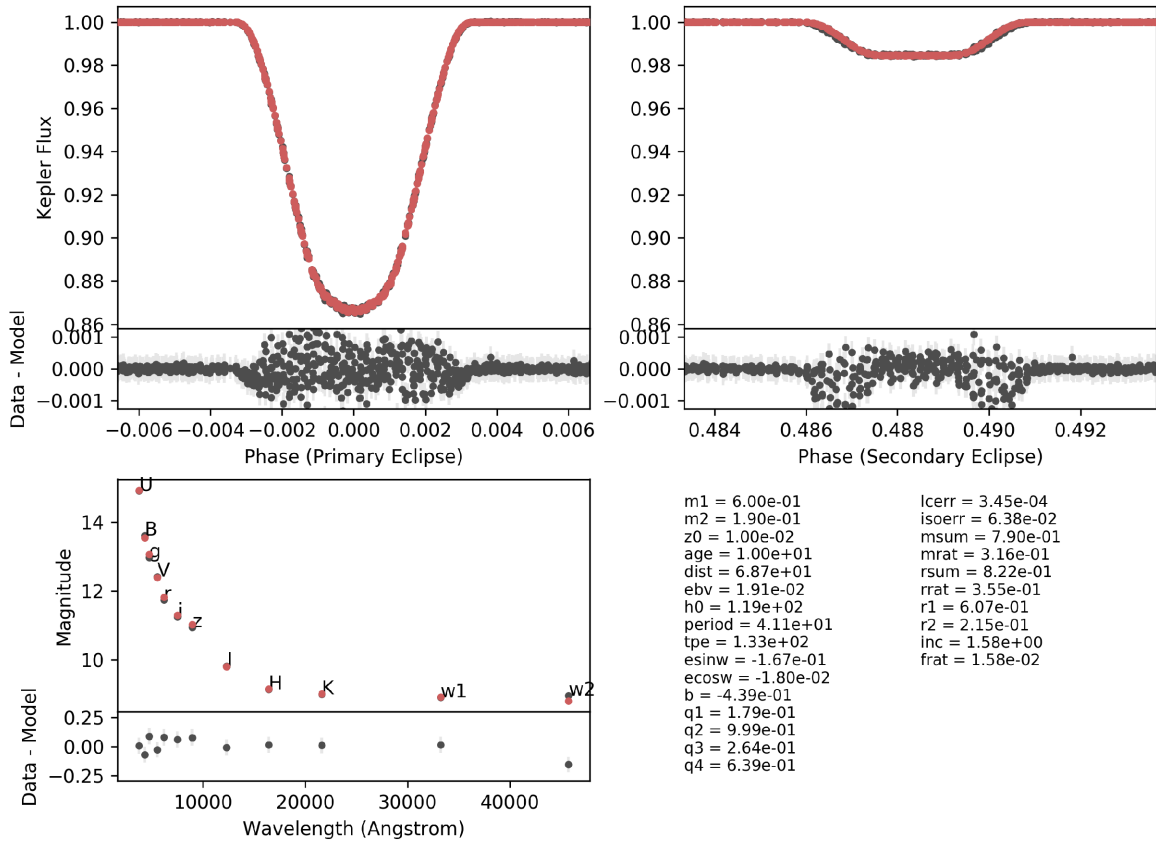 1.00
0.98
0.96
0.94
0.92
0.90
0.88
0.86
Kepler Flux
0.001
0.000
−0.001
Data - Model
−0.006 −0.004 −0.002 0.000 0.002 0.004 0.006
Phase (Primary Eclipse)
1.00
0.98
0.96
0.94
0.92
0.90
0.88
0.86
0.001
0.000
−0.001
0.484 0.486 0.488 0.490 0.492
Phase (Secondary Eclipse)
14
12
10
Magnitude
U
B
g
V
r
i
z
J
H
K
w1
w2
0.25
0.00
−0.25
Data - Model
10000 20000 30000 40000
Wavelength (Angstrom)
m1 = 6.00e-01
m2 = 1.90e-01
z0 = 1.00e-02
age = 1.00e+01
dist = 6.87e+01
ebv = 1.91e-02
h0 = 1.19e+02
period = 4.11e+01
tpe = 1.33e+02
esinw = -1.67e-01
ecosw = -1.80e-02
b = -4.39e-01
q1 = 1.79e-01
q2 = 9.99e-01
q3 = 2.64e-01
q4 = 6.39e-01
lcerr = 3.45e-04
isoerr = 6.38e-02
msum = 7.90e-01
mrat = 3.16e-01
rsum = 8.22e-01
rrat = 3.55e-01
r1 = 6.07e-01
r2 = 2.15e-01
inc = 1.58e+00
frat = 1.58e-02